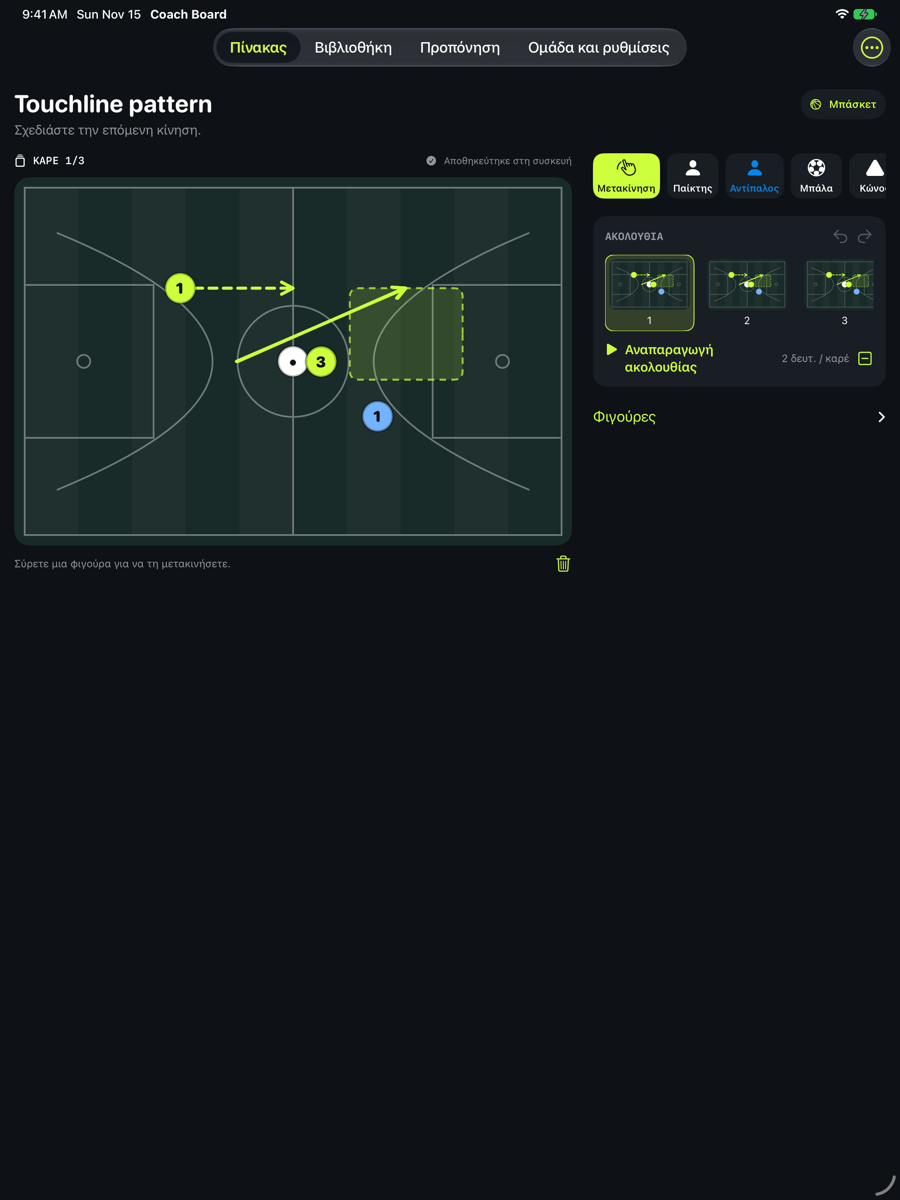 9:41 AM Sun Nov 15 Coach Board
Πίνακας Βιβλιοθήκη Προπόνηση Ομάδα και ρυθμίσεις
Touchline pattern
Μπάσκετ
Σχεδιάστε την επόμενη κίνηση.
ΚΑΡΕ 1/3
Αποθηκεύτηκε στη συσκευή
Μετακίνηση Παίκτης Αντίπαλος Μπάλα Κώνο
ΑΚΟΛΟΥΘΙΑ
1
3
1
1 2 3
Αναπαραγωγή
ακολουθίας
2 δευτ. / καρέ
Φιγούρες
Σύρετε μια φιγούρα για να τη μετακινήσετε.